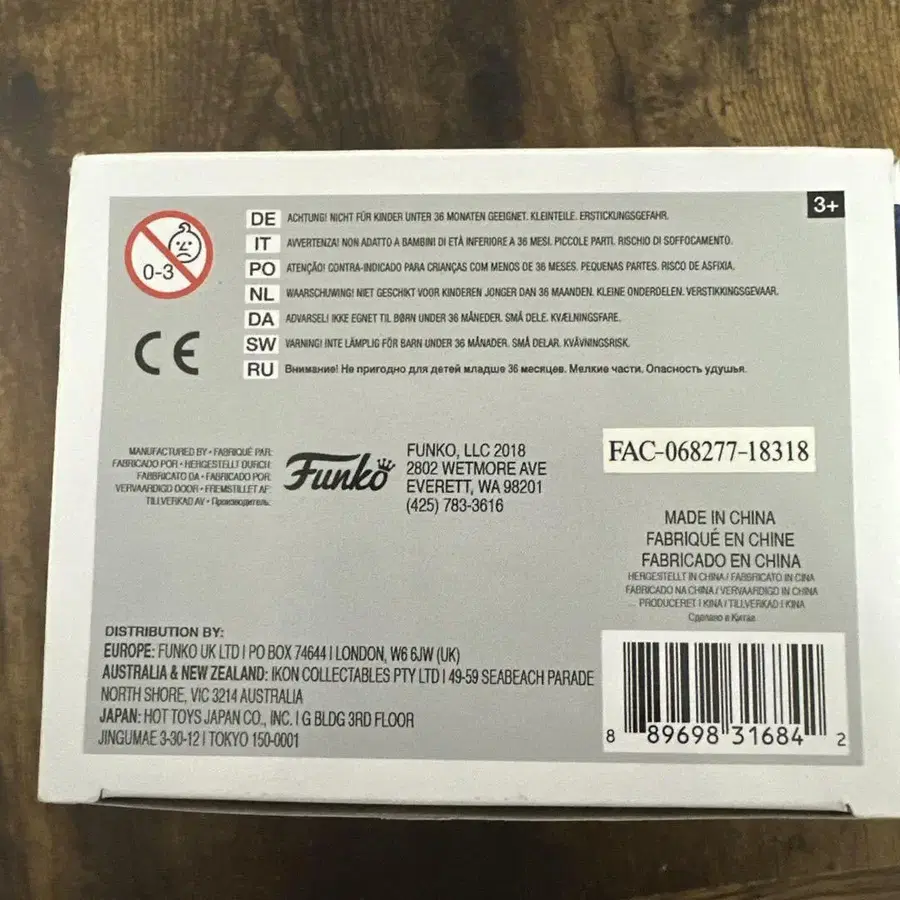 3+
0-3
DE ACHTUNG! NICHT FÜR KINDER UNTER 36 MONATEN GEEIGNET. KLEINTEILE. ERSTICKUNGSGEFAHR.
IT AVVERTENZA! NON ADATTO A BAMBINI DI ETÀ INFERIORE A 36 MESI. PICCOLE PARTI. RISCHIO DI SOFFOCAMENTO.
PO ATENÇÃO! CONTRA-INDICADO PARA CRIANÇAS COM MENOS DE 36 MESES. PEQUENAS PARTES. RISCO DE ASFIXIA.
NL WAARSCHUWING! NIET GESCHIKT VOOR KINDEREN JONGER DAN 36 MAANDEN. KLEINE ONDERDELEN. VERSTIKKINGSGEVAAR.
DA ADVARSEL! IKKE EGNET TIL BØRN UNDER 36 MÅNEDER. SMÅ DELE. KVÆLNINGSFARE.
SW VARNING! INTE LÄMPLIG FÖR BARN UNDER 36 MÅNADER. SMÅ DELAR. KVÄVNINGSRISK.
RU Внимание! Не пригодно для детей младше 36 месяцев. Мелкие части. Опасность удушья.
CE
MANUFACTURED BY • FABRIQUÉ PAR:
FABRICADO POR • HERGESTELLT DURCH:
FABBRICATO DA • FABRICADO POR:
VERVAARDIGD DOOR • FREMSTILLET AF:
TILLVERKAD AV • Производитель:
Funko
FUNKO, LLC 2018
2802 WETMORE AVE
EVERETT, WA 98201
(425) 783-3616
FAC-068277-18318
MADE IN CHINA
FABRIQUÉ EN CHINE
FABRICADO EN CHINA
HERGESTELLT IN CHINA / FABBRICATO IN CINA
FABRICADO NA CHINA / VERVAARDIGD IN CHINA
PRODUCERET I KINA / TILLVERKAD I KINA
Сделано в Китае
DISTRIBUTION BY:
EUROPE: FUNKO UK LTD | PO BOX 74644 | LONDON, W6 6JW (UK)
AUSTRALIA & NEW ZEALAND: IKON COLLECTABLES PTY LTD | 49-59 SEABEACH PARADE
NORTH SHORE, VIC 3214 AUSTRALIA
JAPAN: HOT TOYS JAPAN CO., INC. | G BLDG 3RD FLOOR
JINGUMAE 3-30-12 | TOKYO 150-0001
8 89698 31684 2